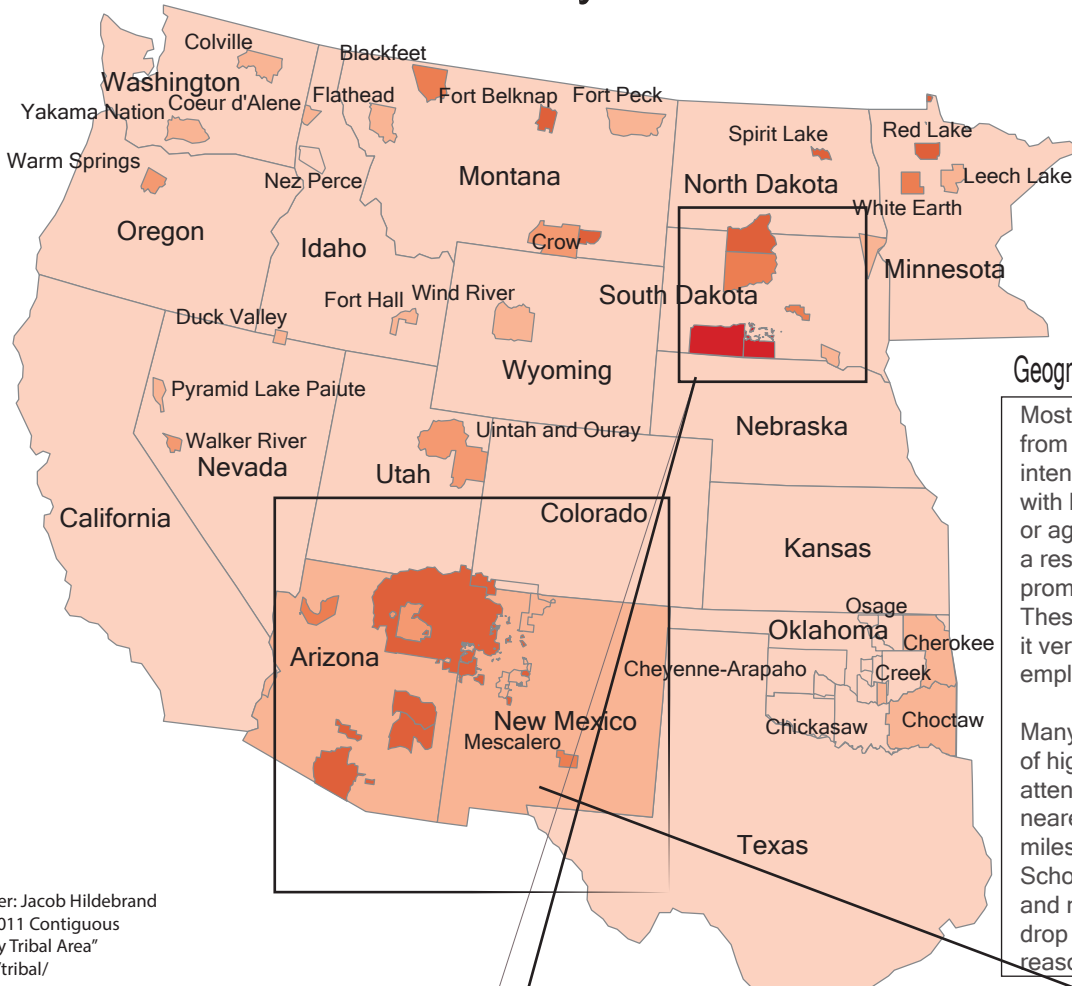 Colville
Blackfeet
Washington
Yakama Nation
Coeur d'Alene
Flathead
Fort Belknap
Fort Peck
Spirit Lake
Red Lake
Warm Springs
Nez Perce
Montana
North Dakota
Leech Lake
White Earth
Oregon
Idaho
Crow
Minnesota
Fort Hall
Wind River
South Dakota
Duck Valley
Wyoming
Pyramid Lake Paiute
Walker River
Nevada
Utah
Uintah and Ouray
Nebraska
California
Colorado
Kansas
Osage
Oklahoma
Cherokee
Arizona
Cheyenne-Arapaho
Creek
New Mexico
Mescalero
Chickasaw
Choctaw
Texas
Most
from
with
or ag
a res
prom
These
it ver
empl
Many
of hig
atten
neare
miles
Scho
and
drop
reaso
er: Jacob Hildebrand
011 Contiguous
y Tribal Area”
/tribal/